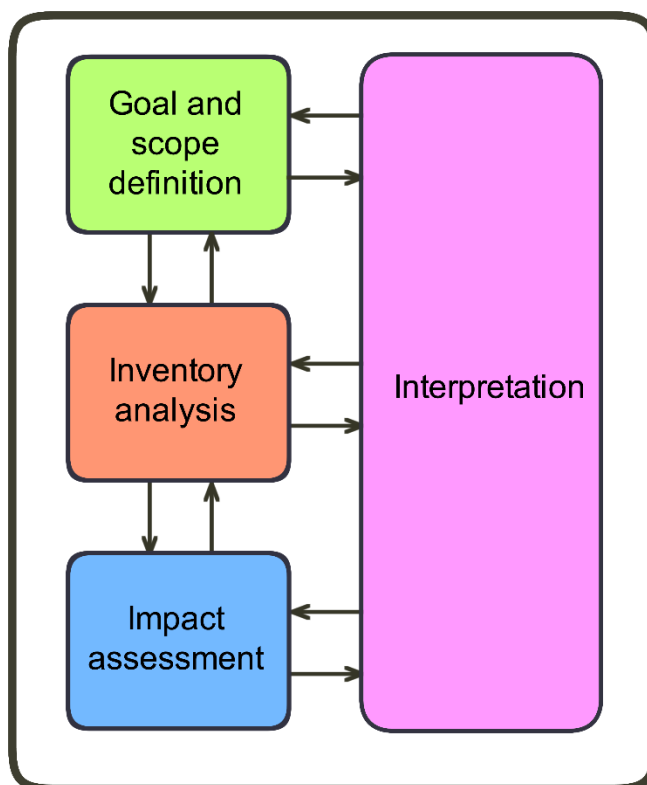 Goal and
scope
definition
Inventory
analysis
Interpretation
Impact
assessment